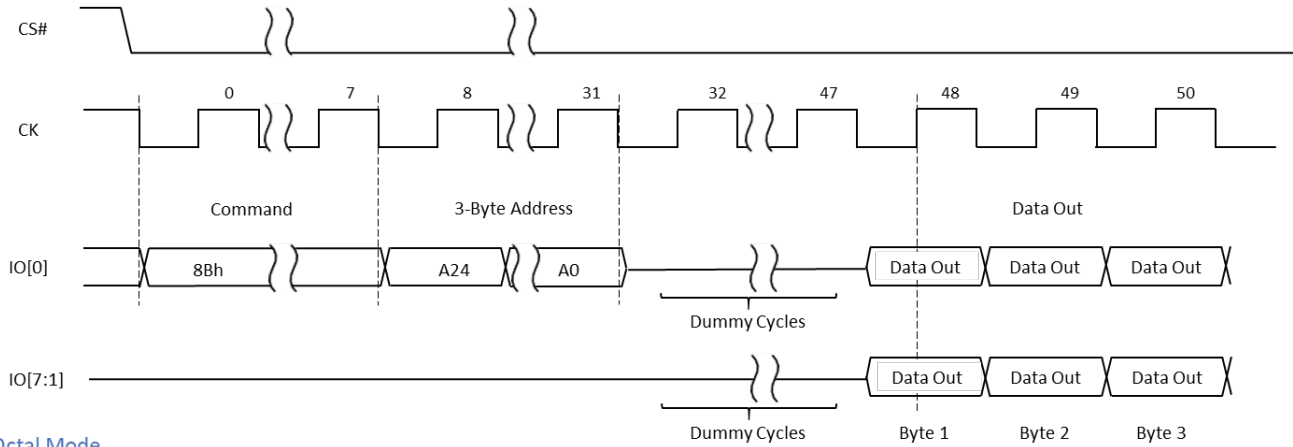 CS#
0 7 8 31 32 47 48 49 50
CK
Command 3-Byte Address Data Out
IO[0] 8Bh A24 A0 Data Out Data Out Data Out
Dummy Cycles
IO[7:1] Data Out Data Out Data Out
Dummy Cycles Byte 1 Byte 2 Byte 3
Octal Mode